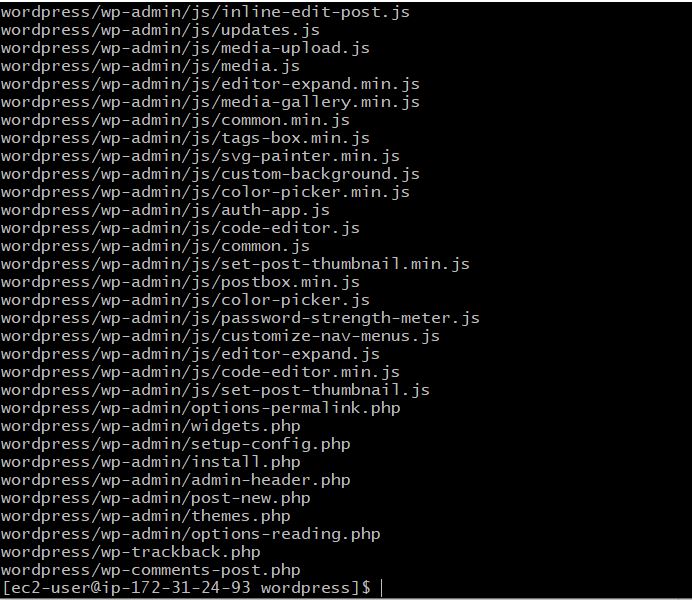 wordpress/wp-admin/js/inline-edit-post.js
wordpress/wp-admin/js/updates.js
wordpress/wp-admin/js/media-upload.js
wordpress/wp-admin/js/media.js
wordpress/wp-admin/js/editor-expand.min.js
wordpress/wp-admin/js/media-gallery.min.js
wordpress/wp-admin/js/common.min.js
wordpress/wp-admin/js/tags-box.min.js
wordpress/wp-admin/js/svg-painter.min.js
wordpress/wp-admin/js/custom-background.js
wordpress/wp-admin/js/color-picker.min.js
wordpress/wp-admin/js/auth-app.js
wordpress/wp-admin/js/code-editor.js
wordpress/wp-admin/js/common.js
wordpress/wp-admin/js/set-post-thumbnail.min.js
wordpress/wp-admin/js/postbox.min.js
wordpress/wp-admin/js/color-picker.js
wordpress/wp-admin/js/password-strength-meter.js
wordpress/wp-admin/js/customize-nav-menus.js
wordpress/wp-admin/js/editor-expand.js
wordpress/wp-admin/js/code-editor.min.js
wordpress/wp-admin/js/set-post-thumbnail.js
wordpress/wp-admin/options-permalink.php
wordpress/wp-admin/widgets.php
wordpress/wp-admin/setup-config.php
wordpress/wp-admin/install.php
wordpress/wp-admin/admin-header.php
wordpress/wp-admin/post-new.php
wordpress/wp-admin/themes.php
wordpress/wp-admin/options-reading.php
wordpress/wp-trackback.php
wordpress/wp-comments-post.php
[ec2-user@ip-172-31-24-93 wordpress]$